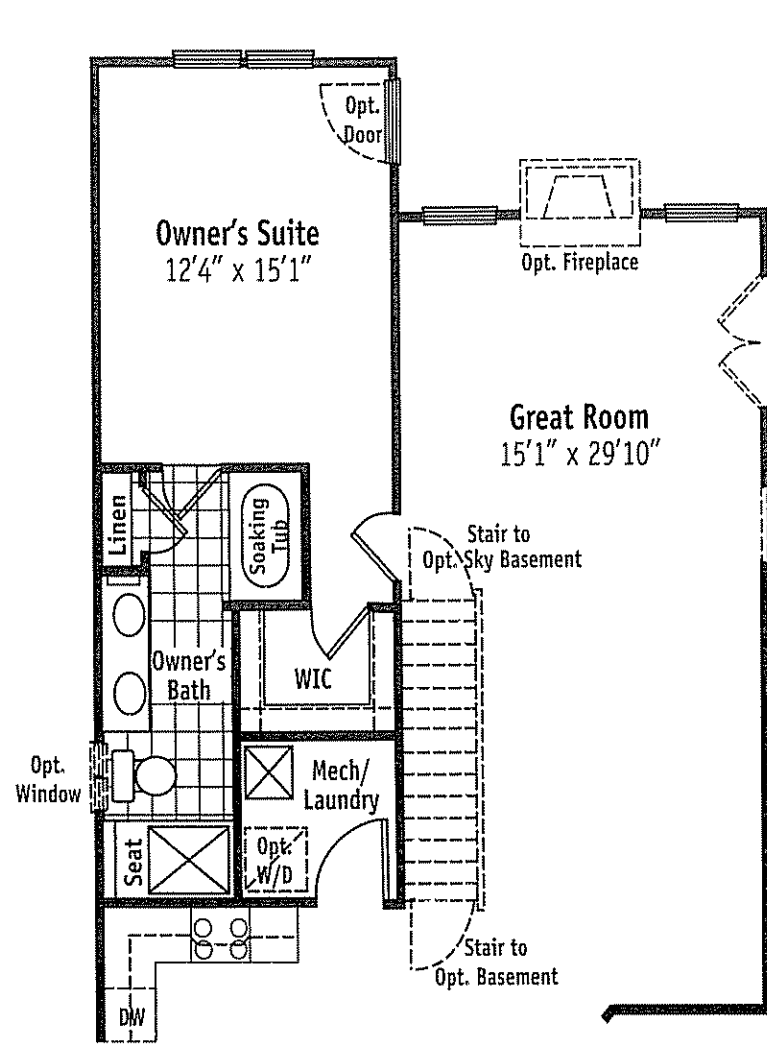 Opt.
Door
Owner's Suite
12'4" x 15'1"
Opt. Fireplace
Great Room
15'1" x 29'10"
Linen
Soaking
Tub
Stair to
Opt. Sky Basement
Owner's
Bath
WIC
Opt.
Window
Mech/
Laundry
Seat
Opt.
W/D
Stair to
Opt. Basement
DW